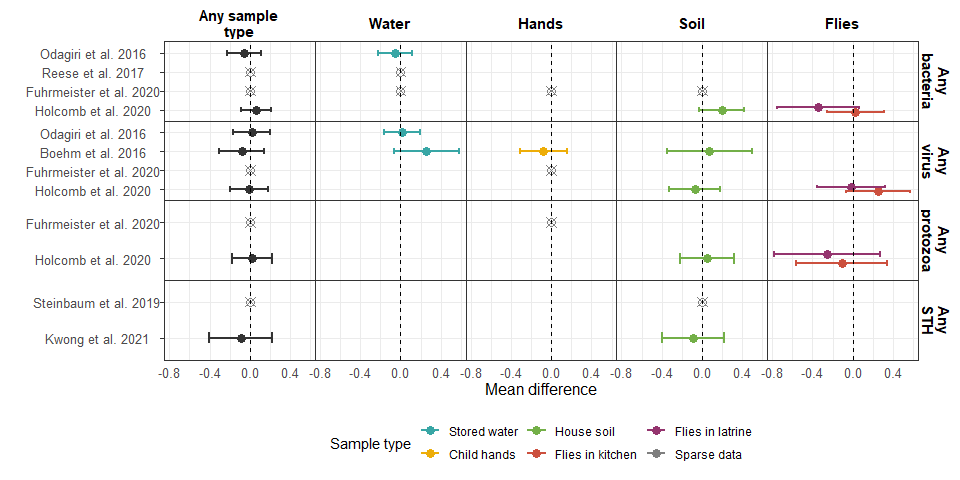 Any sample type
Water
Hands
Soil
Flies
Odagiri et al. 2016
Reese et al. 2017
Fuhrmeister et al. 2020
Holcomb et al. 2020
Any bacteria
Odagiri et al. 2016
Boehm et al. 2016
Fuhrmeister et al. 2020
Holcomb et al. 2020
Any virus
Fuhrmeister et al. 2020
Holcomb et al. 2020
Any protozoa
Steinbaum et al. 2019
Kwong et al. 2021
Any STH
-0.8 -0.4 0.0 0.4 -0.8 -0.4 0.0 0.4 -0.8 -0.4 0.0 0.4 -0.8 -0.4 0.0 0.4 -0.8 -0.4 0.0 0.4
Mean difference
Sample type
Stored water
House soil
Flies in latrine
Child hands
Flies in kitchen
Sparse data